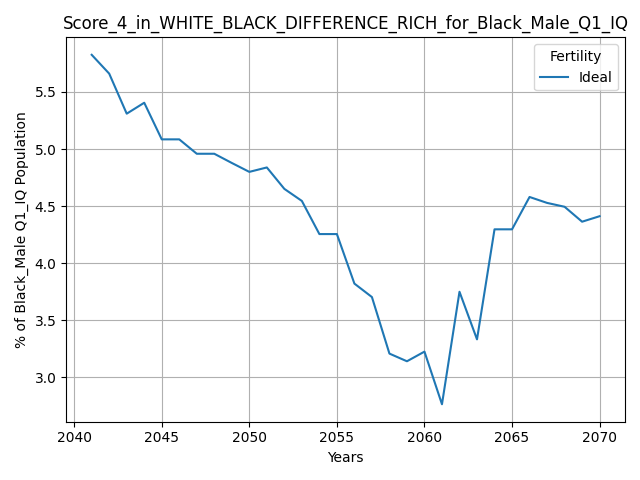 Score_4_in_WHITE_BLACK_DIFFERENCE_RICH_for_Black_Male_Q1_IQ
Fertility
Ideal
% of Black_Male Q1_IQ Population
5.5
5.0
4.5
4.0
3.5
3.0
2040 2045 2050 2055 2060 2065 2070
Years